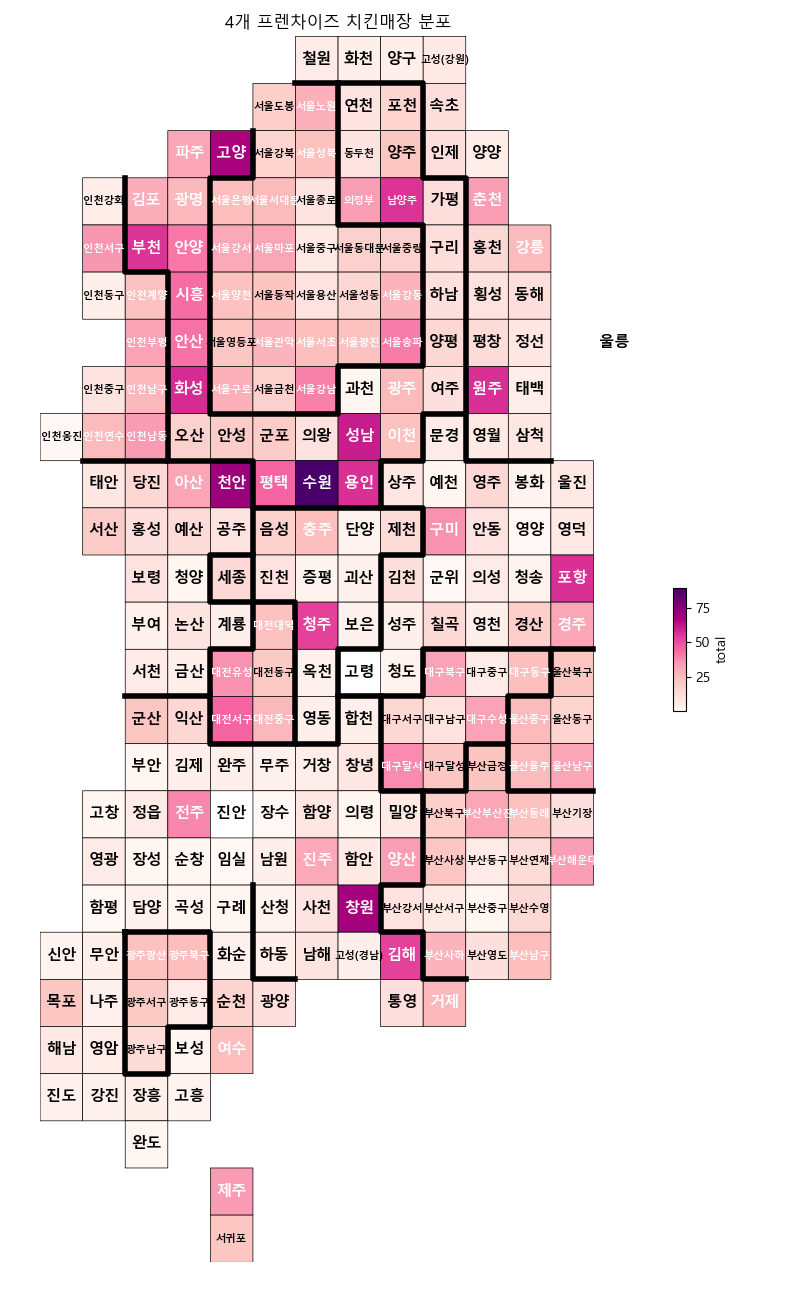 4개 프렌차이즈 치킨매장 분포
철원 화천 양구 고성(강원)
서울도봉 서울노원 연천 포천 속초
파주 고양 서울강북 서울성북 동두천 양주 인제 양양
인천강화 김포 광명 서울은평 서울서대문 서울종로 의정부 남양주 가평 춘천
인천서구 부천 안양 서울강서 서울마포 서울중구 서울동대문 서울중랑 구리 홍천 강릉
인천동구 인천계양 시흥 서울양천 서울동작 서울용산 서울성동 서울강동 하남 횡성 동해
인천부평 안산 서울영등포 서울관악 서울서초 서울광진 서울송파 양평 평창 정선 울릉
인천중구 인천남구 화성 서울구로 서울금천 서울강남 과천 광주 여주 원주 태백
인천옹진 인천연수 인천남동 오산 안성 군포 의왕 성남 이천 문경 영월 삼척
태안 당진 아산 천안 평택 수원 용인 상주 예천 영주 봉화 울진
서산 홍성 예산 공주 음성 충주 단양 제천 구미 안동 영양 영덕
보령 청양 세종 진천 증평 괴산 김천 군위 의성 청송 포항
부여 논산 계룡 대전대덕 청주 보은 성주 칠곡 영천 경산 경주
서천 금산 대전유성 대전동구 옥천 고령 청도 대구북구 대구중구 대구동구 울산북구
군산 익산 대전서구 대전중구 영동 합천 대구서구 대구남구 대구수성 울산중구 울산동구
부안 김제 완주 무주 거창 창녕 대구달서 대구달성 부산금정 울산울주 울산남구
고창 정읍 전주 진안 장수 함양 의령 밀양 부산북구 부산부산진 부산동래 부산기장
영광 장성 순창 임실 남원 진주 함안 양산 부산사상 부산동구 부산연제 부산해운대
함평 담양 곡성 구례 산청 사천 창원 부산강서 부산서구 부산중구 부산수영
신안 무안 광주광산 광주북구 화순 하동 남해 고성(경남) 김해 부산사하 부산영도 부산남구
목포 나주 광주서구 광주동구 순천 광양 통영 거제
해남 영암 광주남구 보성 여수
진도 강진 장흥 고흥
완도
제주
서귀포
75
50
25
total